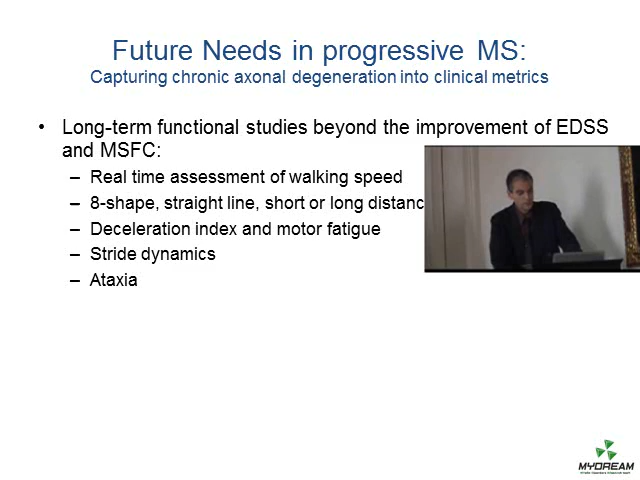 Future Needs in progressive MS:
Capturing chronic axonal degeneration into clinical metrics
• Long-term functional studies beyond the improvement of EDSS
and MSFC:
– Real time assessment of walking speed
– 8-shape, straight line, short or long distanc
– Deceleration index and motor fatigue
– Stride dynamics
– Ataxia
MYDREAM